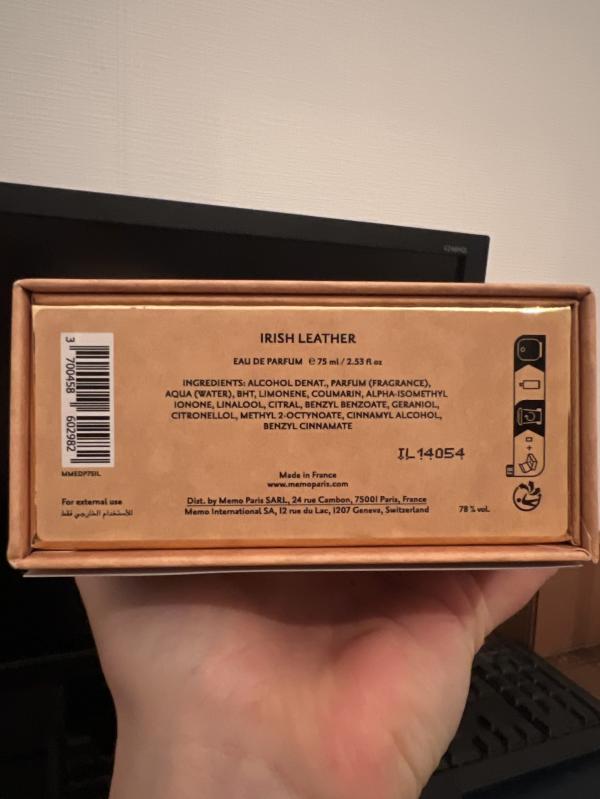 IRISH LEATHER
EAU DE PARFUM ℮ 75 ml / 2.53 fl oz
INGREDIENTS: ALCOHOL DENAT., PARFUM (FRAGRANCE),
AQUA (WATER), BHT, LIMONENE, COUMARIN, ALPHA-ISOMETHYL
IONONE, LINALOOL, CITRAL, BENZYL BENZOATE, GERANIOL,
CITRONELLOL, METHYL 2-OCTYNOATE, CINNAMYL ALCOHOL,
BENZYL CINNAMATE
IL14054
3 700458 602982
MMEDP75IL
Made in France
www.memoparis.com
For external use
للأستخدام الخارجي فقط
Dist. by Memo Paris SARL, 24 rue Cambon, 75001 Paris, France
Memo International SA, 12 rue du Lac, 1207 Geneva, Switzerland
78 % vol.
FR